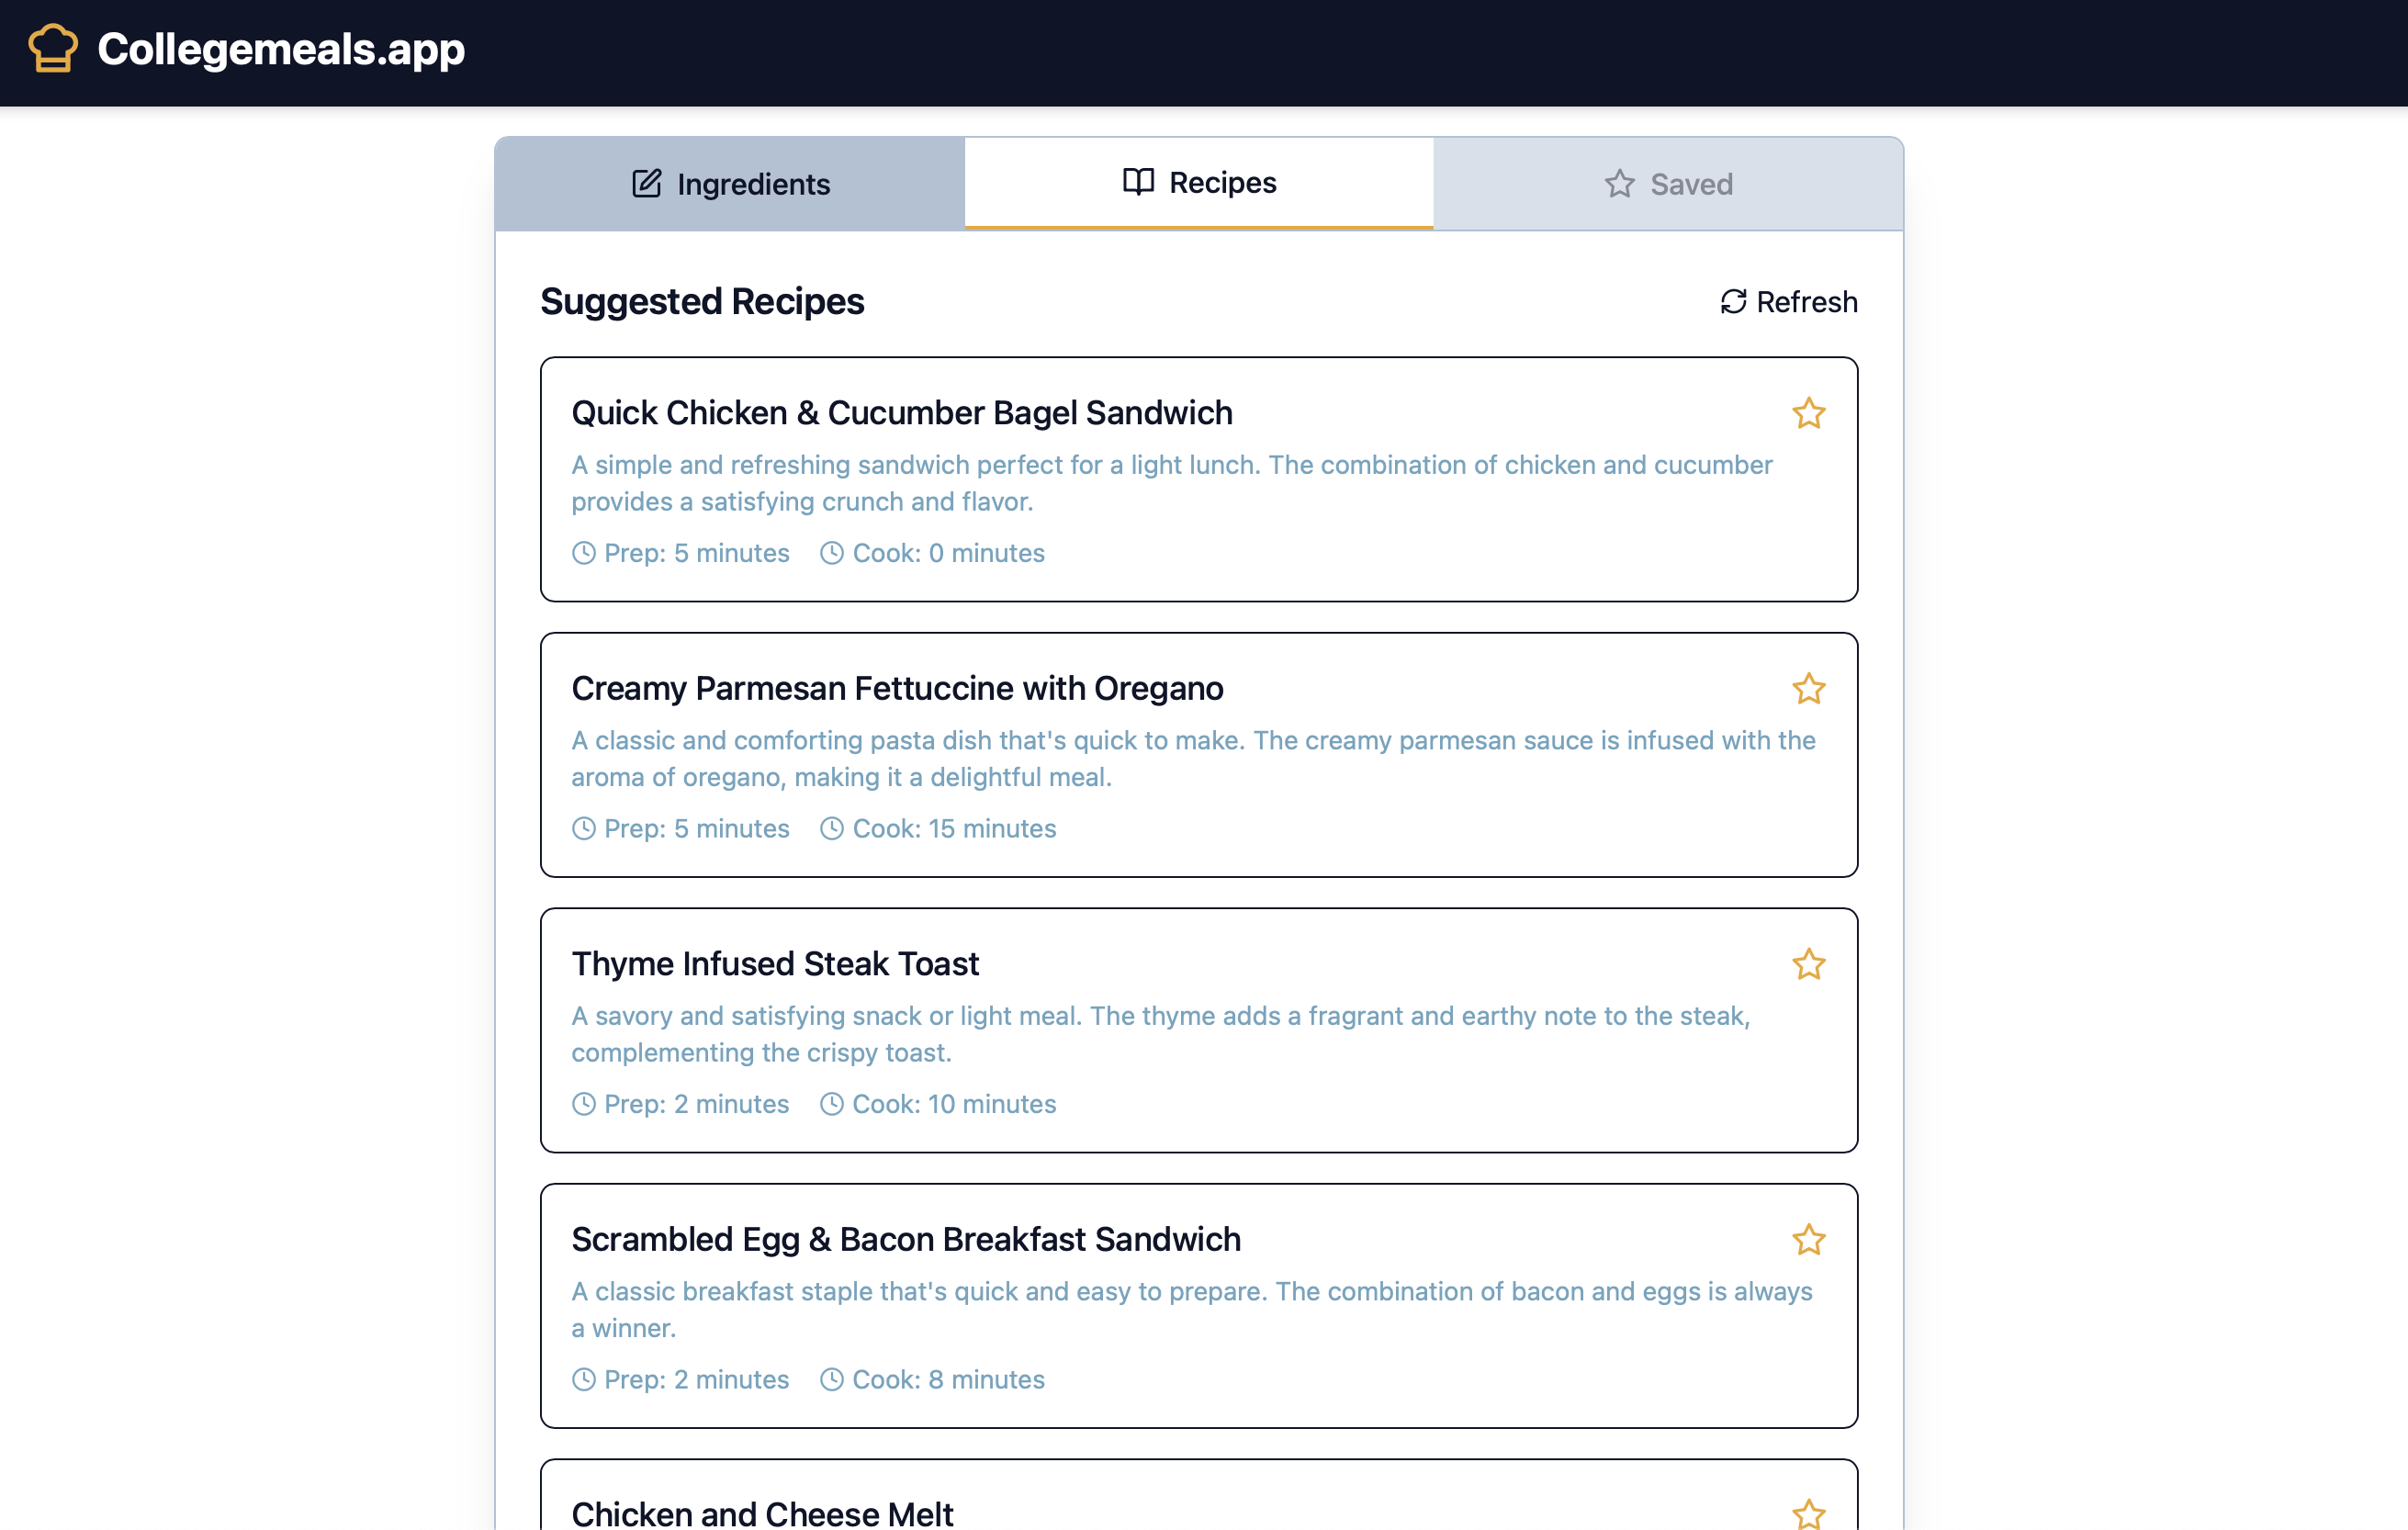 Collegemeals.app
Ingredients
Recipes
Saved
Suggested Recipes
Refresh
Quick Chicken & Cucumber Bagel Sandwich
A simple and refreshing sandwich perfect for a light lunch. The combination of chicken and cucumber
provides a satisfying crunch and flavor.
Prep: 5 minutes Cook: 0 minutes
Creamy Parmesan Fettuccine with Oregano
A classic and comforting pasta dish that's quick to make. The creamy parmesan sauce is infused with the
aroma of oregano, making it a delightful meal.
Prep: 5 minutes Cook: 15 minutes
Thyme Infused Steak Toast
A savory and satisfying snack or light meal. The thyme adds a fragrant and earthy note to the steak,
complementing the crispy toast.
Prep: 2 minutes Cook: 10 minutes
Scrambled Egg & Bacon Breakfast Sandwich
A classic breakfast staple that's quick and easy to prepare. The combination of bacon and eggs is always
a winner.
Prep: 2 minutes Cook: 8 minutes
Chicken and Cheese Melt